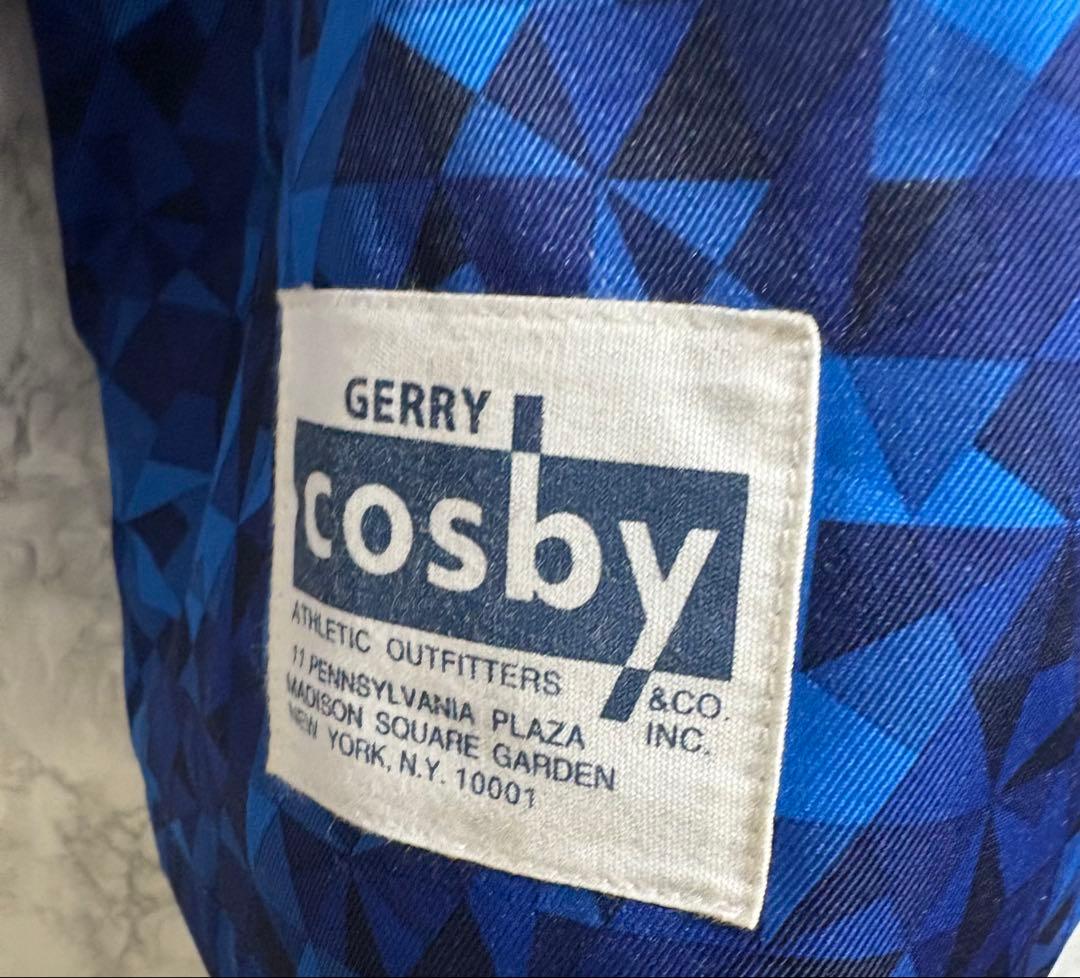 GERRY
cosby
ATHLETIC OUTFITTERS
11 PENNSYLVANIA PLAZA
MADISON SQUARE GARDEN
NEW YORK, N.Y. 10001
&CO.
INC.